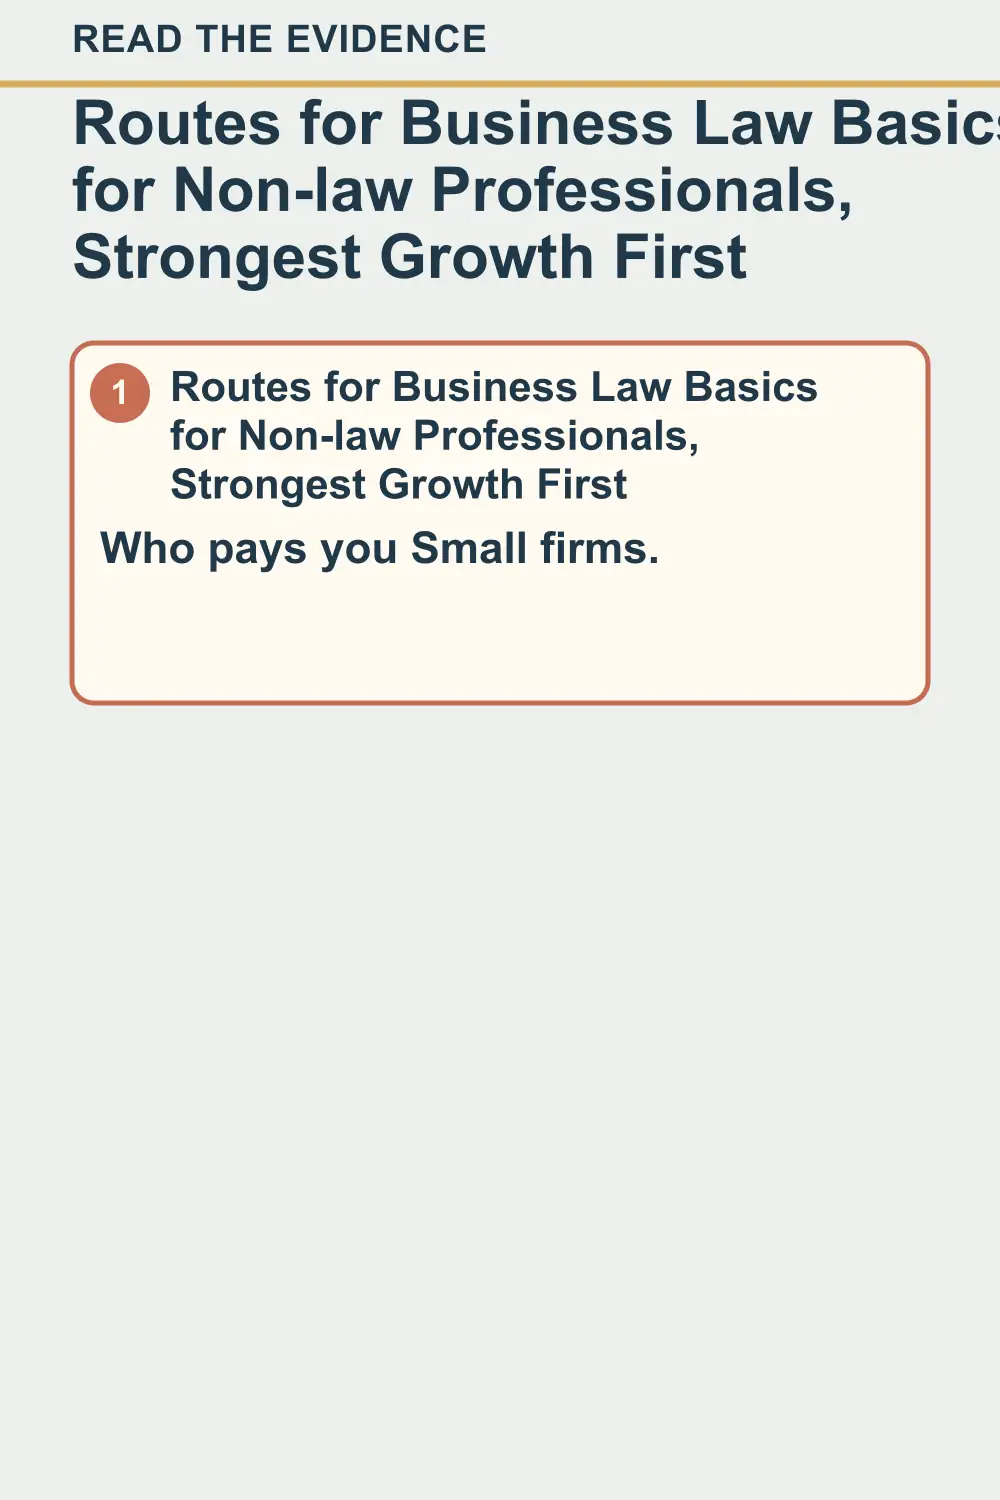 READ THE EVIDENCE
Routes for Business Law Basics
for Non-law Professionals,
Strongest Growth First
1
Routes for Business Law Basics
for Non-law Professionals,
Strongest Growth First
Who pays you Small firms.